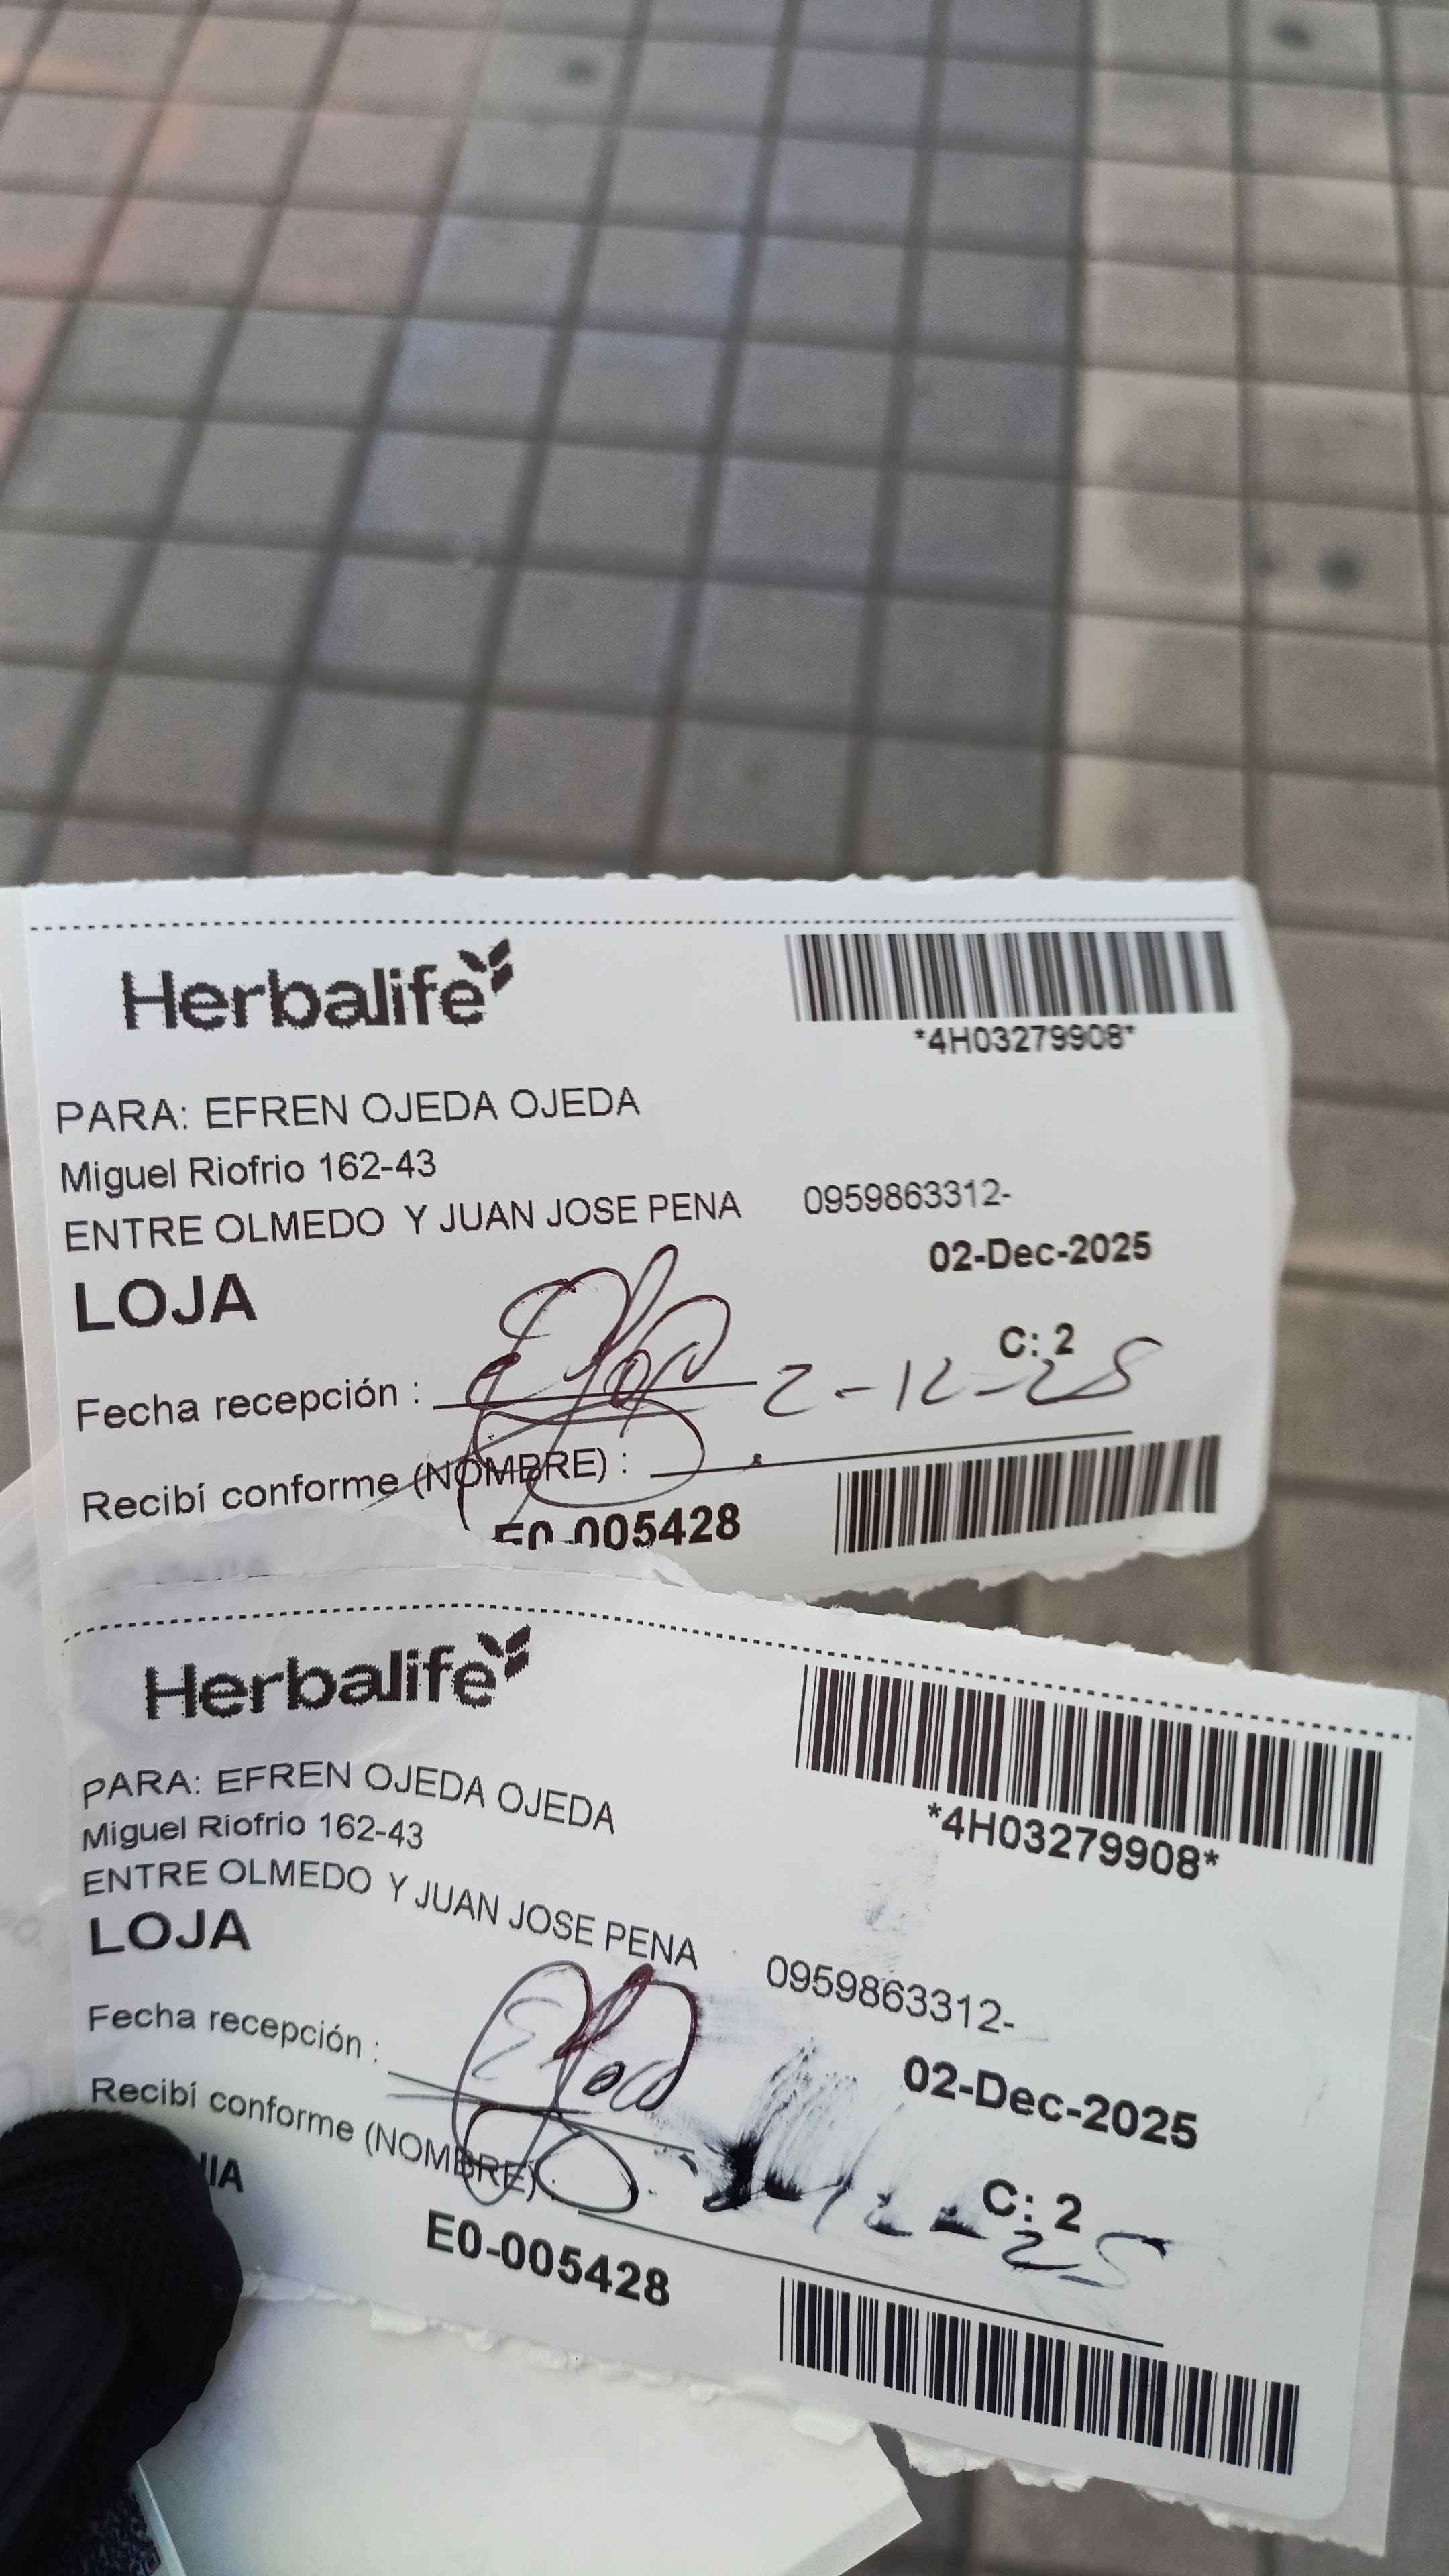 Herbalife
*4H03279908*
PARA: EFREN OJEDA OJEDA
Miguel Riofrio 162-43
ENTRE OLMEDO Y JUAN JOSE PENA 0959863312-
02-Dec-2025
LOJA
C: 2
Fecha recepción : 2-12-25
Recibí conforme (NOMBRE) :
E0-005428
Herbalife
*4H03279908*
PARA: EFREN OJEDA OJEDA
Miguel Riofrio 162-43
ENTRE OLMEDO Y JUAN JOSE PENA 0959863312-
LOJA
02-Dec-2025
Fecha recepción :
C: 2
Recibí conforme (NOMBRE) : 12-25
E0-005428